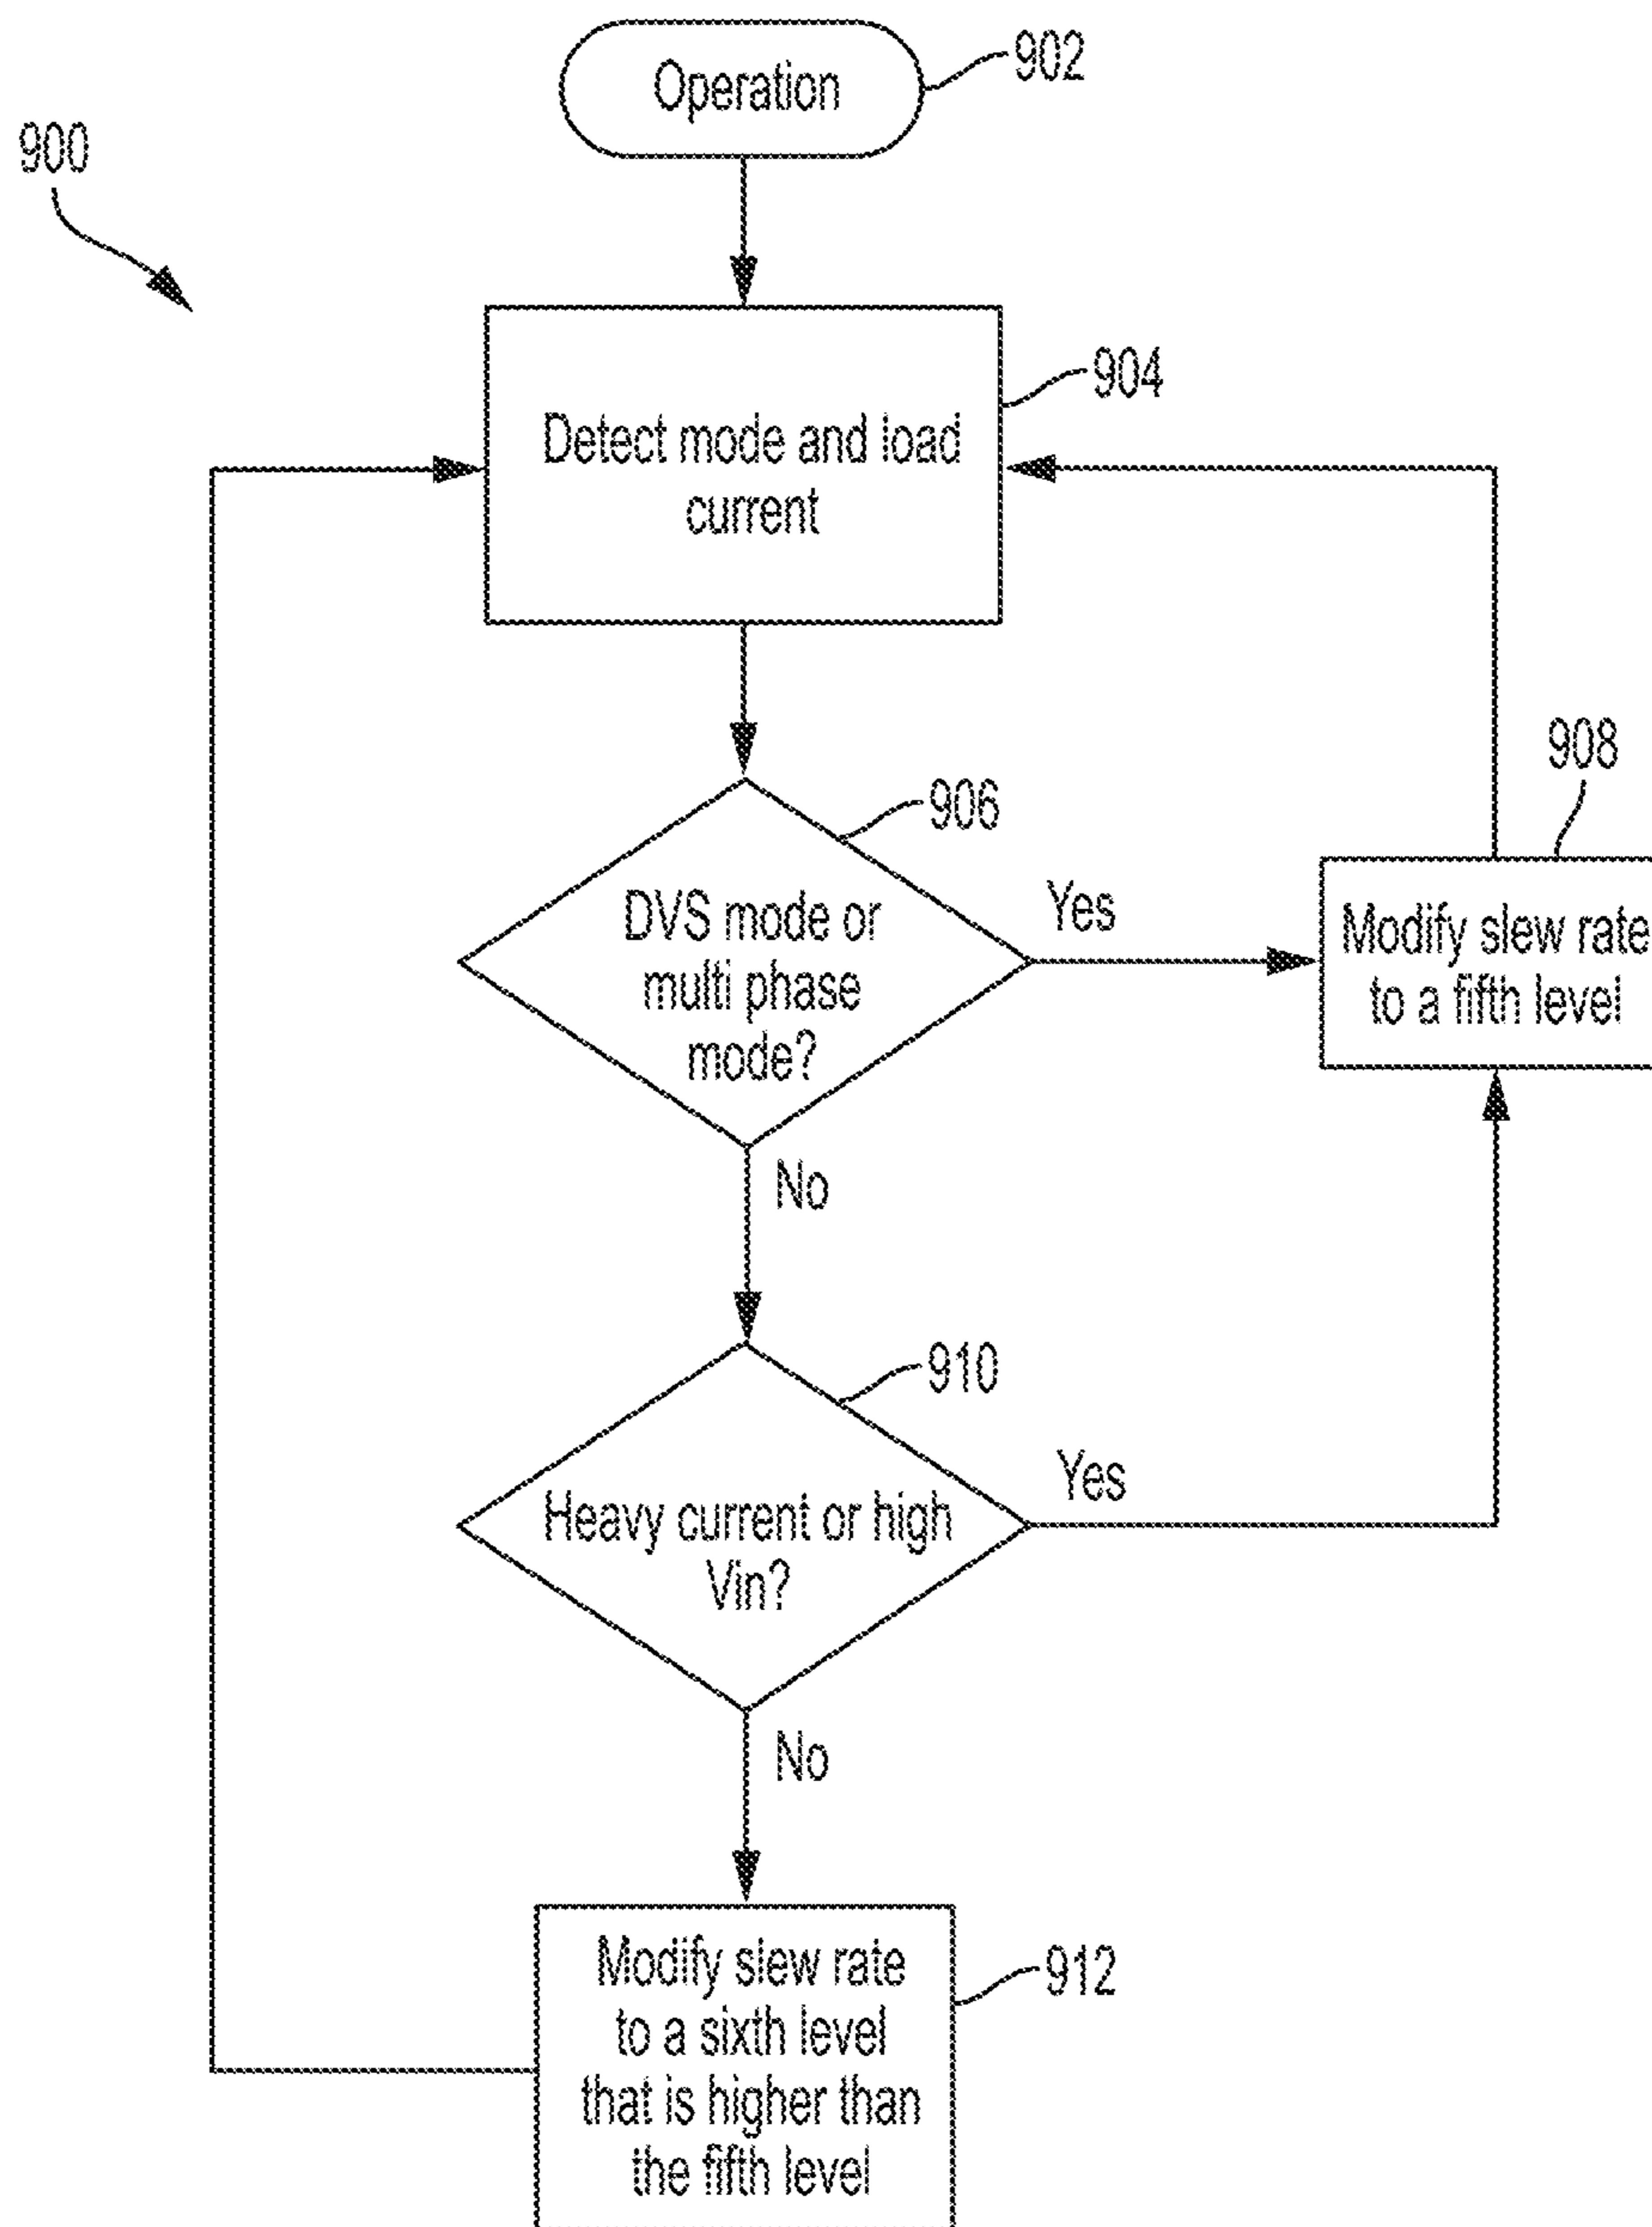 Operation
902
900
904
Detect mode and load
current
908
906
DVS mode or
multi phase
mode?
Yes
Modify slew rate
to a fifth level
No
910
Heavy current or high
Vin?
Yes
No
Modify slew rate
to a sixth level
that is higher than
the fifth level
912